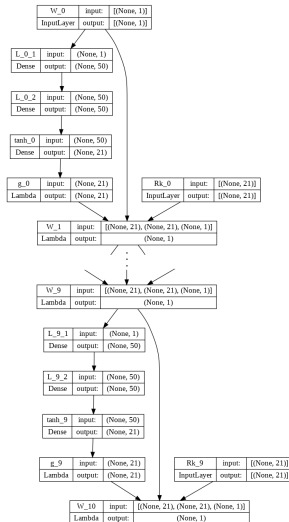 W_0 input: [(None, 1)]
InputLayer output: [(None, 1)]
L_0_1 input: (None, 1)
Dense output: (None, 50)
L_0_2 input: (None, 50)
Dense output: (None, 50)
tanh_0 input: (None, 50)
Dense output: (None, 21)
g_0 input: (None, 21)
Lambda output: (None, 21)
Rk_0 input: [(None, 21)]
InputLayer output: [(None, 21)]
W_1 input: [(None, 21), (None, 21), (None, 1)]
Lambda output: (None, 1)
W_9 input: [(None, 21), (None, 21), (None, 1)]
Lambda output: (None, 1)
L_9_1 input: (None, 1)
Dense output: (None, 50)
L_9_2 input: (None, 50)
Dense output: (None, 50)
tanh_9 input: (None, 50)
Dense output: (None, 21)
g_9 input: (None, 21)
Lambda output: (None, 21)
Rk_9 input: [(None, 21)]
InputLayer output: [(None, 21)]
W_10 input: [(None, 21), (None, 21), (None, 1)]
Lambda output: (None, 1)